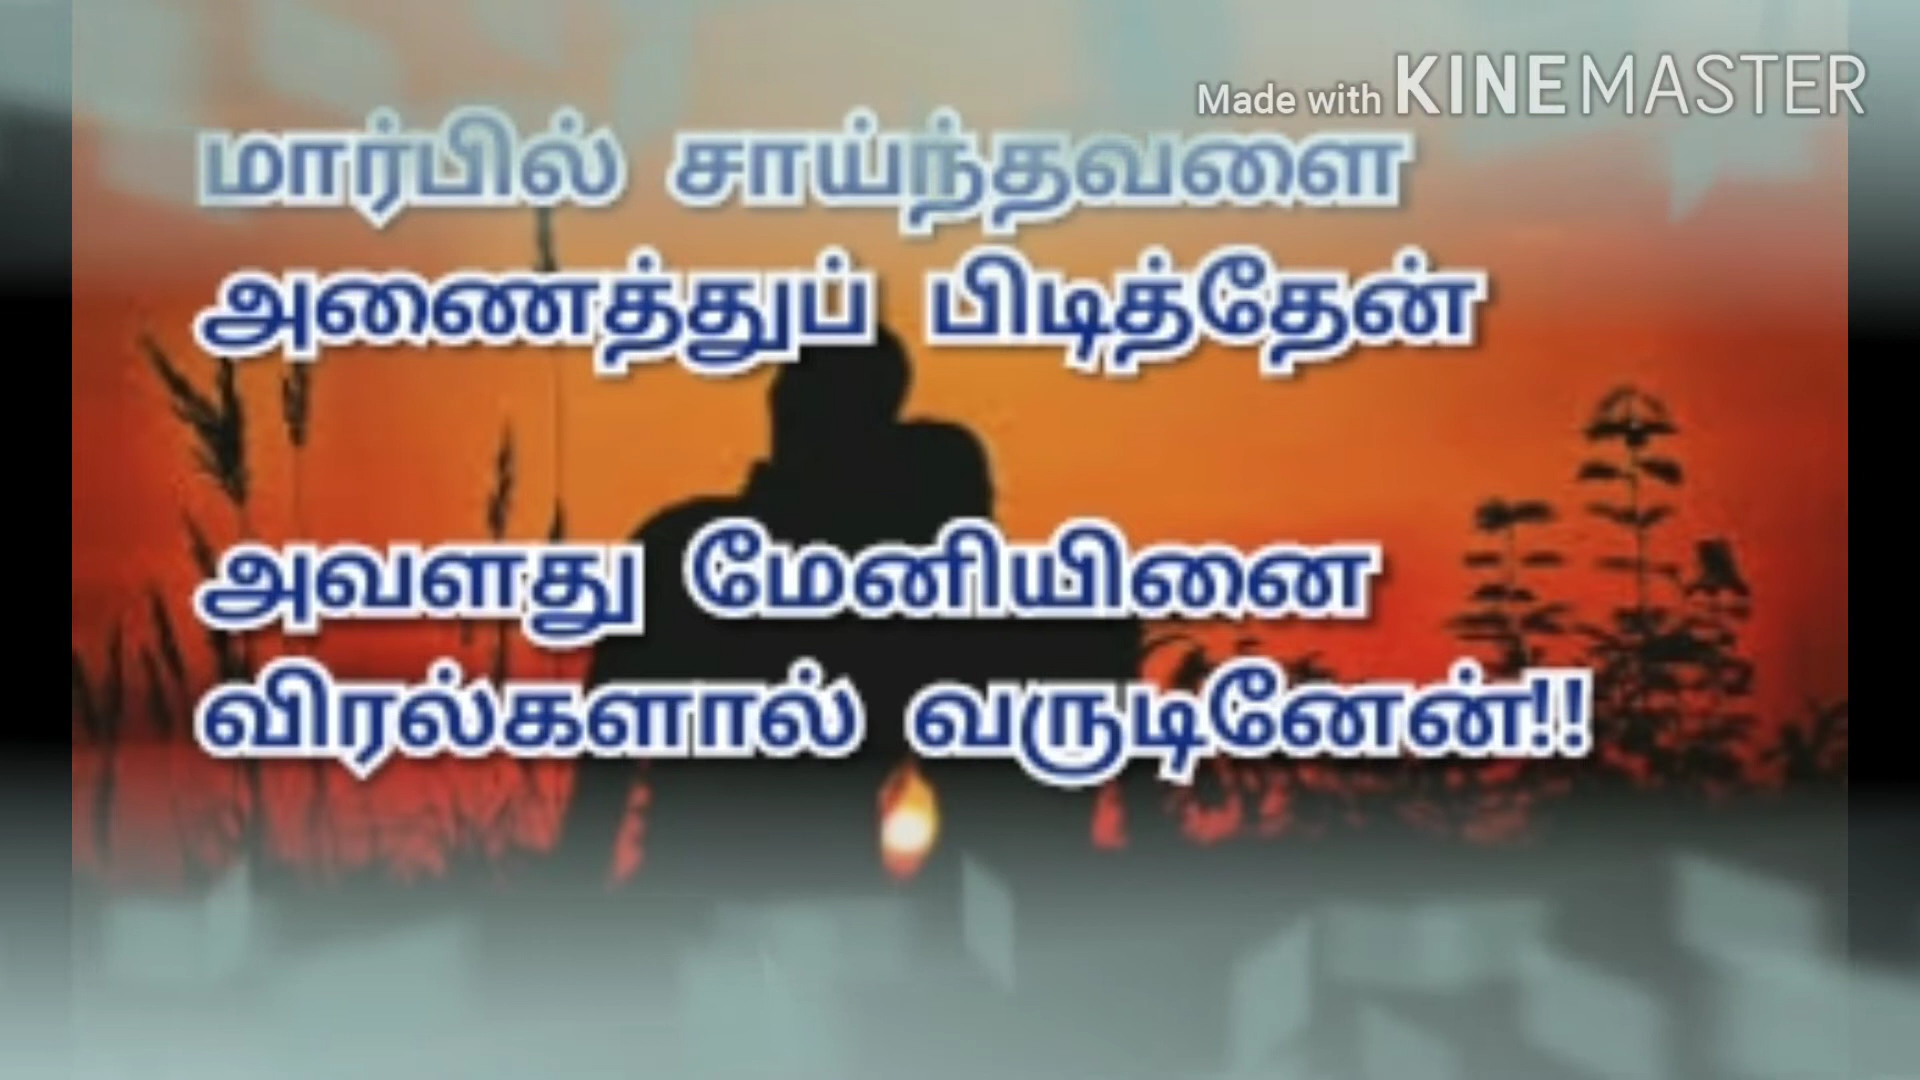 Made with KINEMASTER
மார்பில் சாய்ந்தவளை
அணைத்துப் பிடித்தேன்
அவளது மேனியினை
விரல்களால் வருடினேன்!!